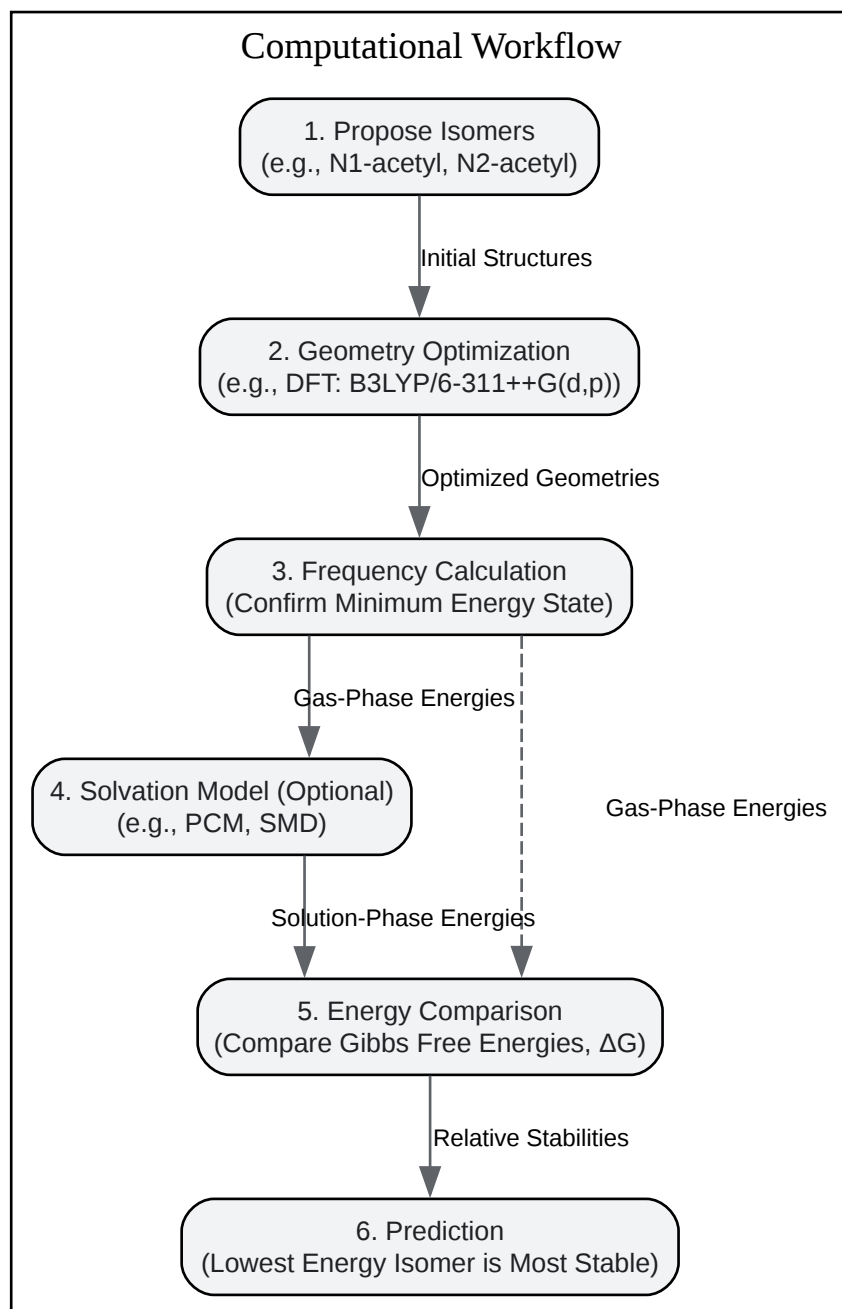 Computational Workflow
1. Propose Isomers
(e.g., N1-acetyl, N2-acetyl)
Initial Structures
2. Geometry Optimization
(e.g., DFT: B3LYP/6-311++G(d,p))
Optimized Geometries
3. Frequency Calculation
(Confirm Minimum Energy State)
Gas-Phase Energies
4. Solvation Model (Optional)
(e.g., PCM, SMD)
Gas-Phase Energies
Solution-Phase Energies
5. Energy Comparison
(Compare Gibbs Free Energies, ΔG)
Relative Stabilities
6. Prediction
(Lowest Energy Isomer is Most Stable)